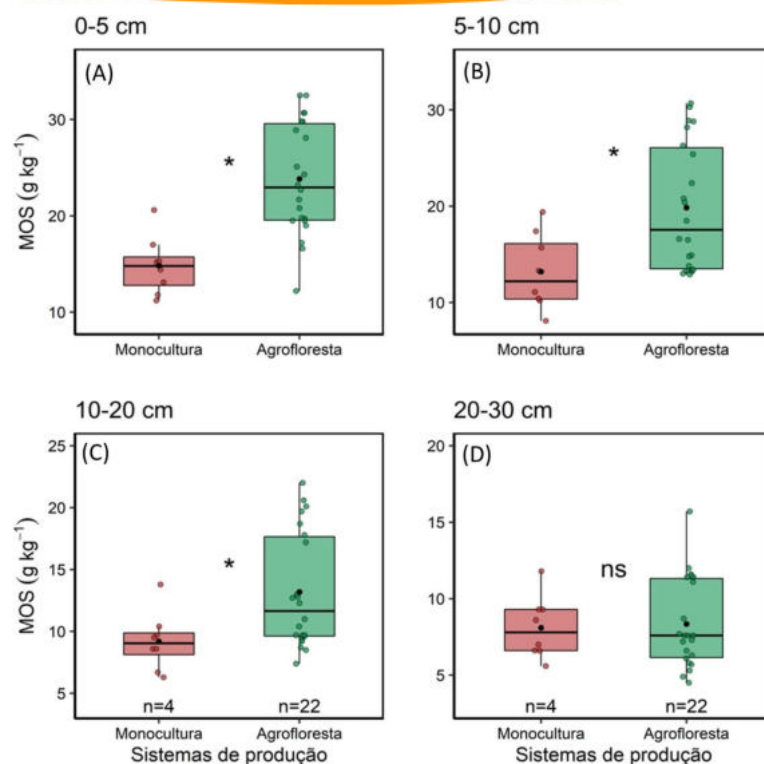 0-5 cm
5-10 cm
(A)
(B)
MOS (g kg⁻¹)
30
20
10
30
20
10
*
*
Monocultura Agrofloresta
Monocultura Agrofloresta
10-20 cm
20-30 cm
(C)
(D)
MOS (g kg⁻¹)
25
20
15
10
5
20
15
10
5
*
ns
n=4 n=22
n=4 n=22
Monocultura Agrofloresta
Monocultura Agrofloresta
Sistemas de produção
Sistemas de produção